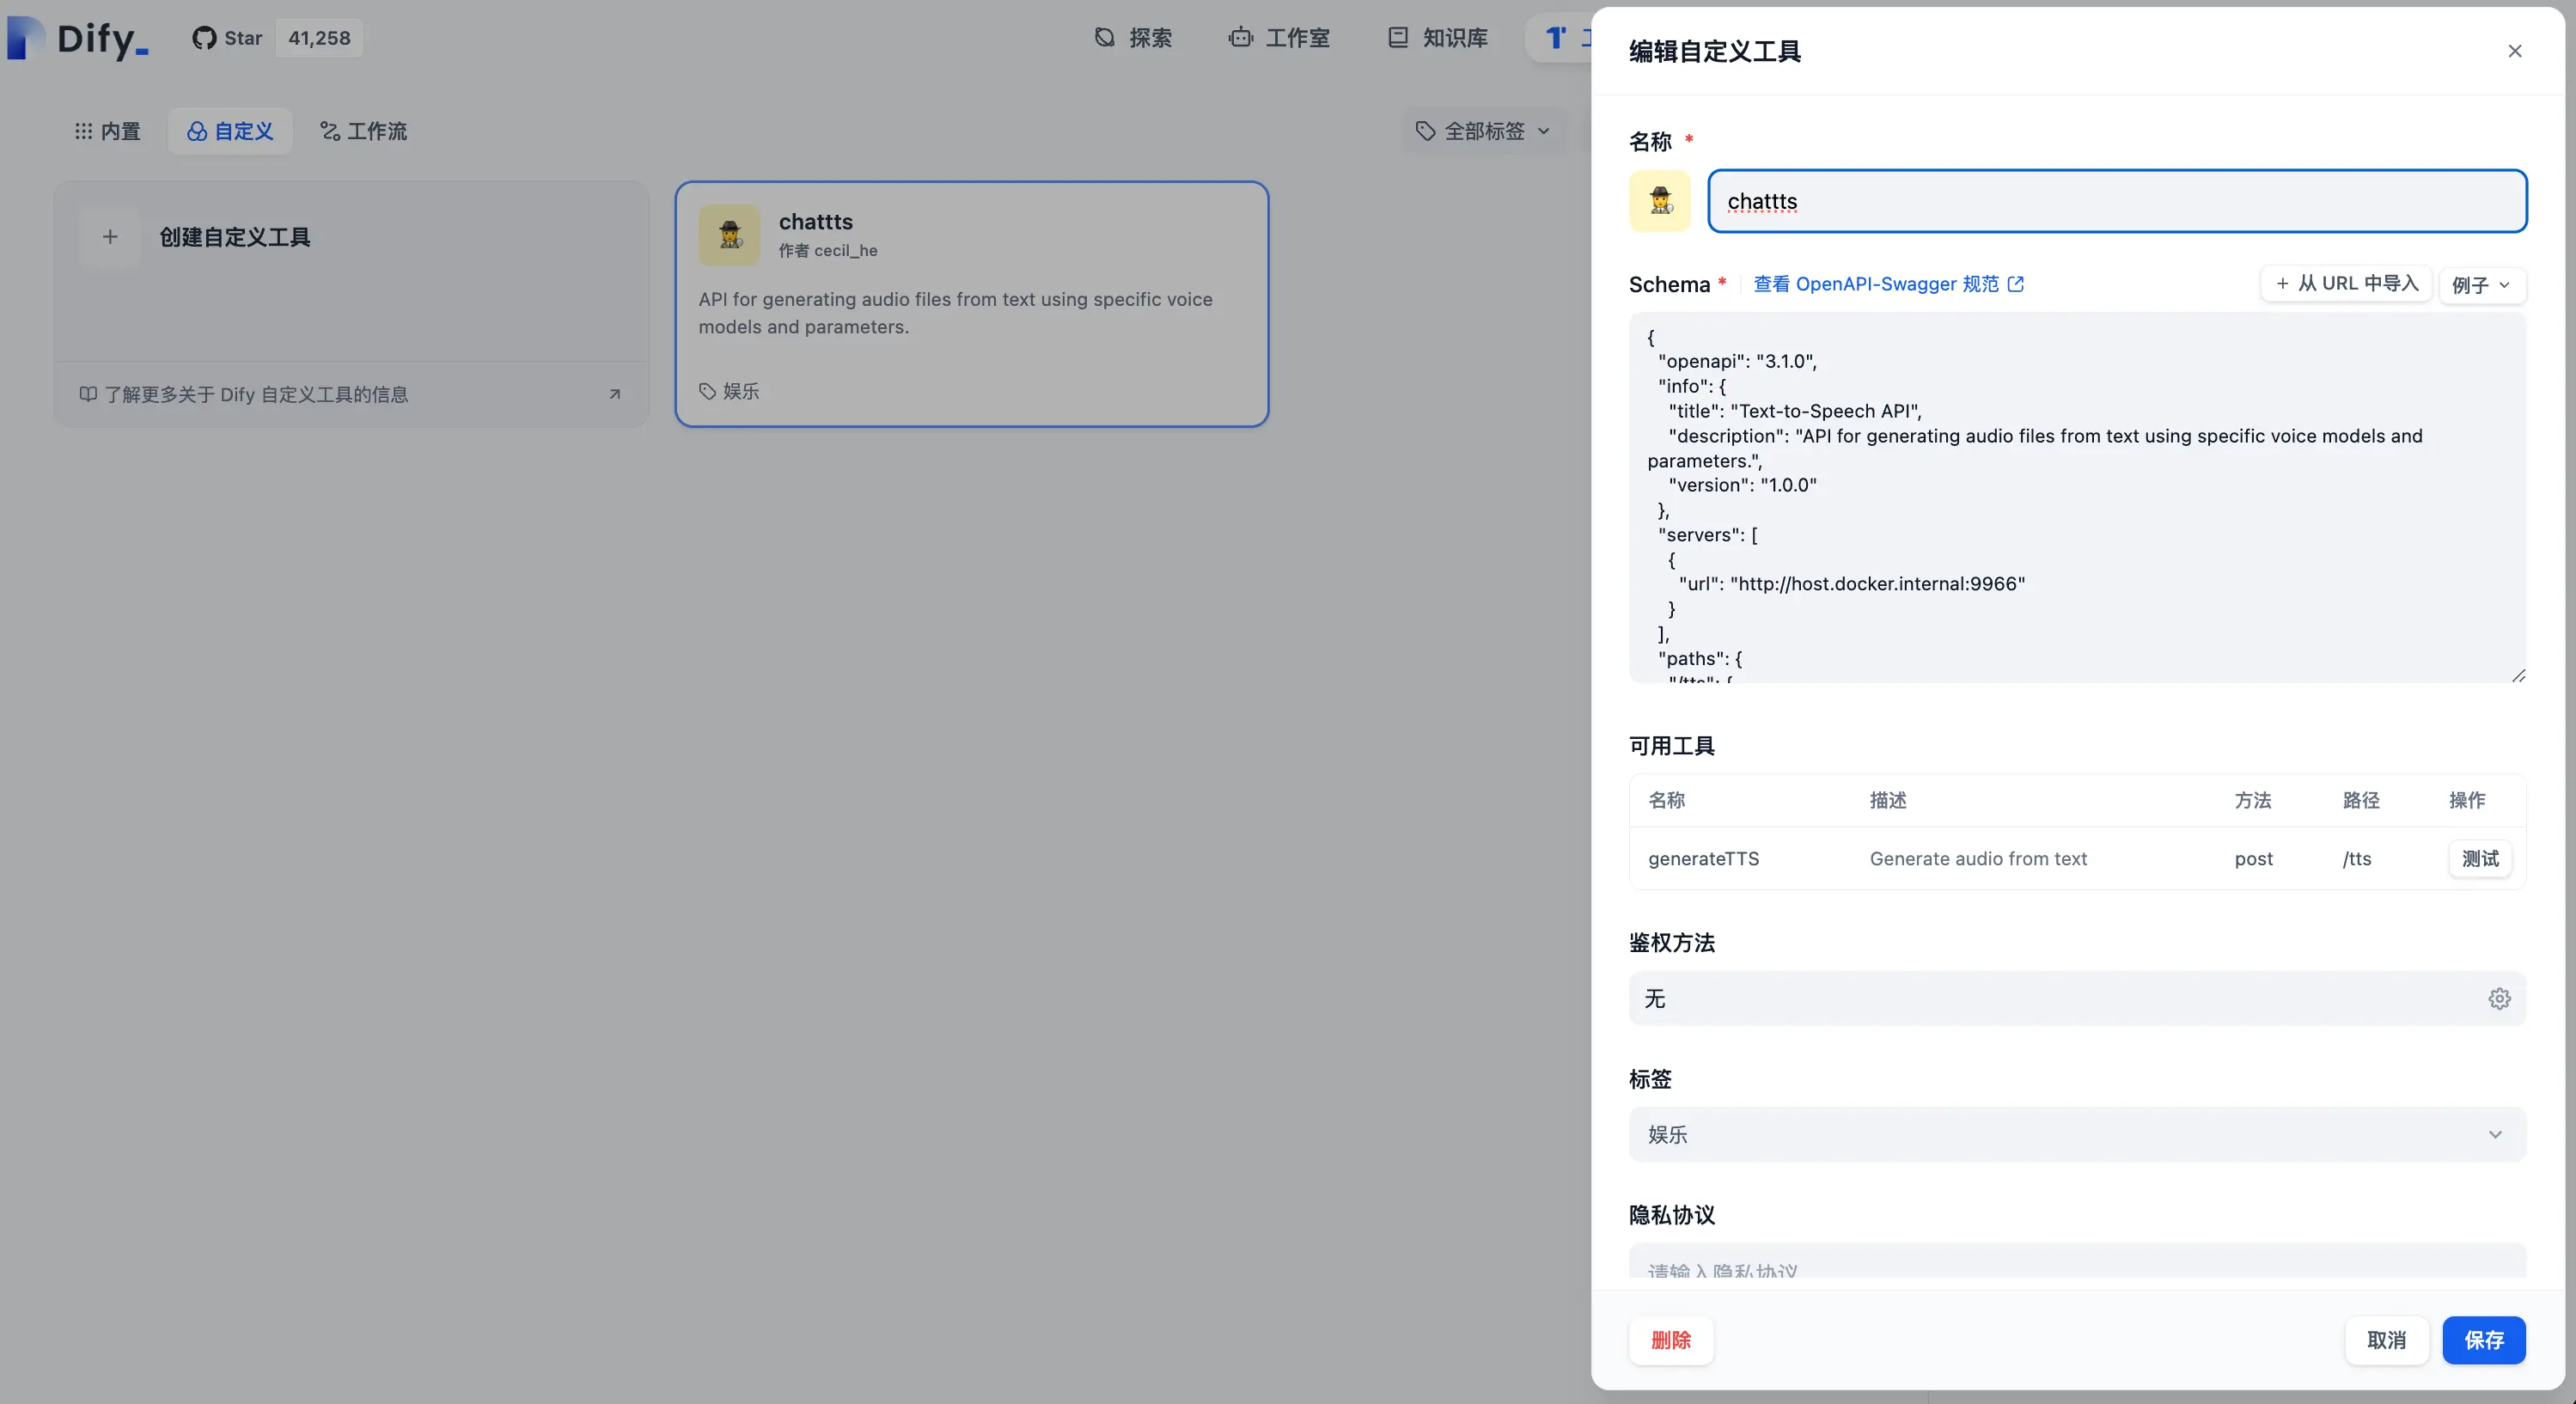 Dify_
Star 41,258
探索
工作室
知识库
内置
自定义
工作流
全部标签
创建自定义工具
了解更多关于 Dify 自定义工具的信息
chattts
作者 cecil_he
API for generating audio files from text using specific voice
models and parameters.
娱乐
编辑自定义工具
名称 *
chattts
Schema *
查看 OpenAPI-Swagger 规范
+ 从 URL 中导入
例子
{
"openapi": "3.1.0",
"info": {
"title": "Text-to-Speech API",
"description": "API for generating audio files from text using specific voice models and
parameters.",
"version": "1.0.0"
},
"servers": [
{
"url": "http://host.docker.internal:9966"
}
],
"paths": {
"/tts": {
可用工具
名称 描述 方法 路径 操作
generateTTS Generate audio from text post /tts 测试
鉴权方法
无
标签
娱乐
隐私协议
请输入隐私协议
删除
取消
保存